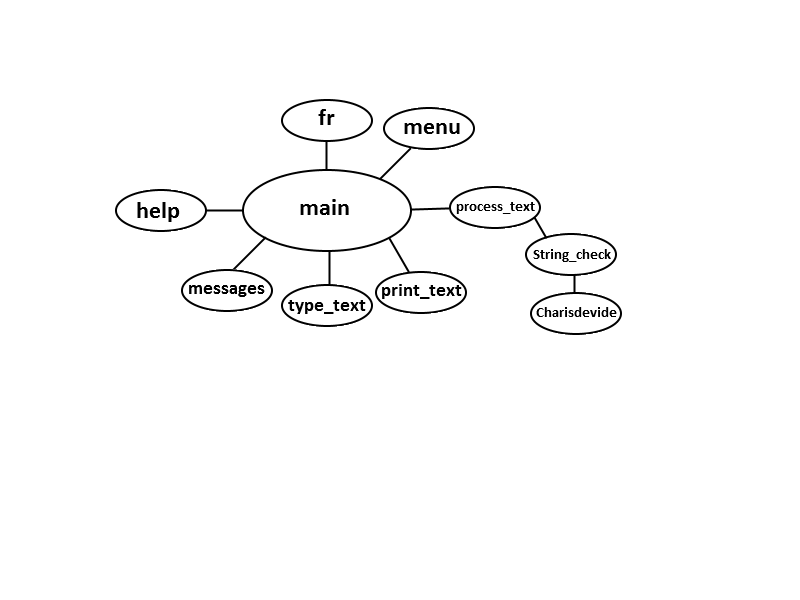 fr
menu
help
main
process_text
String_check
messages
type_text
print_text
Charisdevide